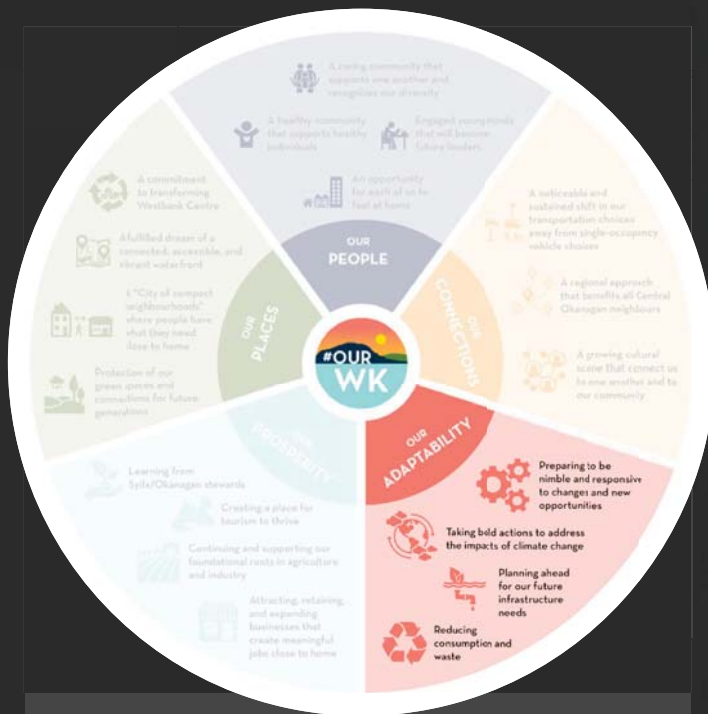 A caring community that
supports one another and
recognizes our diversity
A healthy community
that supports healthy
individuals
Engaged young minds
that will become
future leaders
An opportunity
for each of us to
feel at home
OUR
PEOPLE
A noticeable and
sustained shift in our
transportation choices
away from single-occupancy
vehicle choices
A regional approach
that benefits all Central
Okanagan neighbours
A growing cultural
scene that connect us
to one another and to
our community
OUR
CONNECTIONS
A commitment
to transforming
Westbank Centre
A fulfilled dream of a
connected, accessible, and
vibrant waterfront
A "City of compact
neighbourhoods"
where people have
what they need
close to home
Protection of our
green spaces and
connections for future
generations
OUR
PLACES
#OUR
WK
OUR
PROSPERITY
Learning from
Syilx/Okanagan stewards
Creating a place for
tourism to thrive
Continuing and supporting our
foundational roots in agriculture
and industry
Attracting, retaining,
and expanding
businesses that
create meaningful
jobs close to home
OUR
ADAPTABILITY
Preparing to be
nimble and responsive
to changes and new
opportunities
Taking bold actions to address
the impacts of climate change
Planning ahead
for our future
infrastructure
needs
Reducing
consumption and
waste